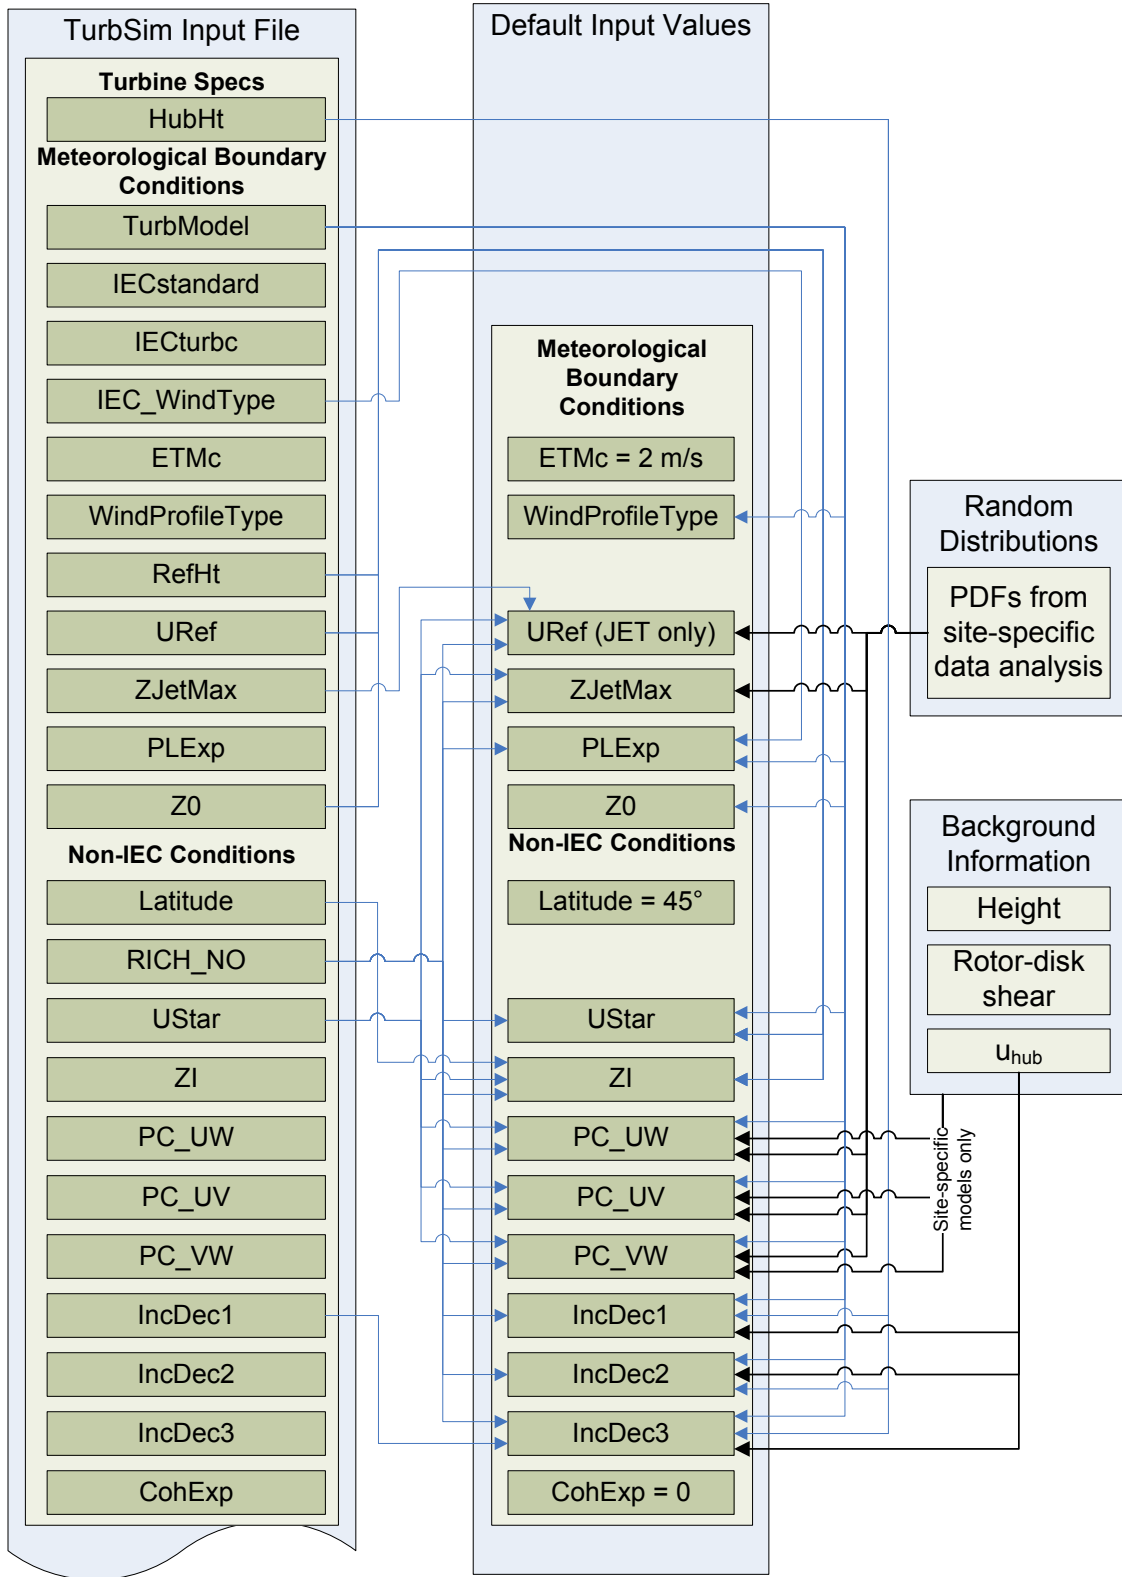 TurbSim Input File
Turbine Specs
HubHt
Meteorological Boundary
Conditions
TurbModel
IECstandard
IECturbc
IEC_WindType
ETMc
WindProfileType
RefHt
URef
ZJetMax
PLExp
Z0
Non-IEC Conditions
Latitude
RICH_NO
UStar
ZI
PC_UW
PC_UV
PC_VW
IncDec1
IncDec2
IncDec3
CohExp
Default Input Values
Meteorological
Boundary
Conditions
ETMc = 2 m/s
WindProfileType
URef (JET only)
ZJetMax
PLExp
Z0
Non-IEC Conditions
Latitude = 45°
UStar
ZI
PC_UW
PC_UV
PC_VW
IncDec1
IncDec2
IncDec3
CohExp = 0
Random
Distributions
PDFs from
site-specific
data analysis
Background
Information
Height
Rotor-disk
shear
uhub
Site-specific
models only